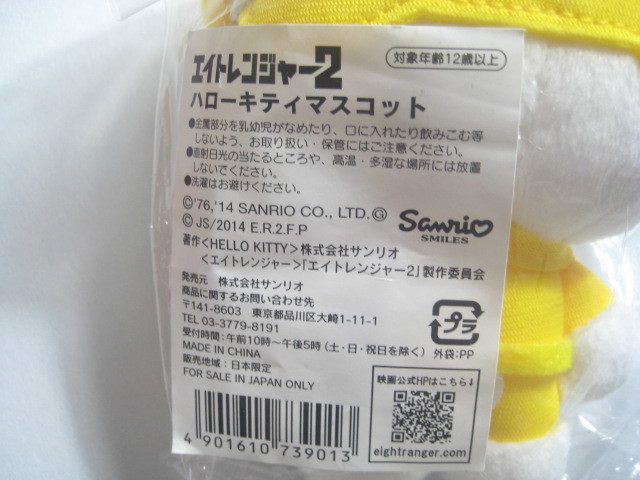 エイトレンジャー2
対象年齢12歳以上
ハローキティマスコット
●金属部分を乳幼児がなめたり、口に入れたり飲みこむ等
しないよう、お取り扱い・保管にはご注意ください。
●直射日光の当たるところや、高温・多湿な場所には放置
しないでください。
●洗濯はお避けください。
©'76,'14 SANRIO CO., LTD.Ⓖ
© JS/2014 E.R.2.F.P
Sanrio
SMILES
著作<HELLO KITTY>株式会社サンリオ
<エイトレンジャー>「エイトレンジャー2」製作委員会
発売元 株式会社サンリオ
商品に関するお問い合わせ先
〒141-8603 東京都品川区大崎1-11-1
TEL 03-3779-8191
受付時間:午前10時〜午後5時(土・日・祝日を除く)
MADE IN CHINA
販売地域:日本限定
FOR SALE IN JAPAN ONLY
プラ
外袋:PP
映画公式HPはこちら↓
eightranger.com
4 901610 739013